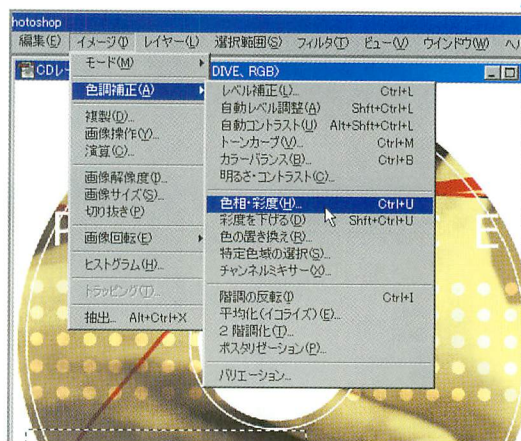 hotoshop
編集(E) イメージ(I) レイヤー(L) 選択範囲(S) フィルタ(T) ビュー(V) ウインドウ(W) ヘ
CDレー
DIVE, RGB)
モード(M)
色調補正(A)
複製(D)...
画像操作(Y)...
演算(C)...
画像解像度(I)...
画像サイズ(S)...
切り抜き(P)
画像回転(E)
ヒストグラム(H)...
トラッピング(T)...
抽出... Alt+Ctrl+X
レベル補正(L)... Ctrl+L
自動レベル調整(A) Shft+Ctrl+L
自動コントラスト(U) Alt+Shft+Ctrl+L
トーンカーブ(V)... Ctrl+M
カラーバランス(B)... Ctrl+B
明るさ・コントラスト(C)...
色相・彩度(H)... Ctrl+U
彩度を下げる(D) Shft+Ctrl+U
色の置き換え(R)...
特定色域の選択(S)...
チャンネルミキサー(X)...
階調の反転(I) Ctrl+I
平均化(イコライズ)(E)
2 階調化(T)...
ポスタリゼーション(P)...
バリエーション...
E